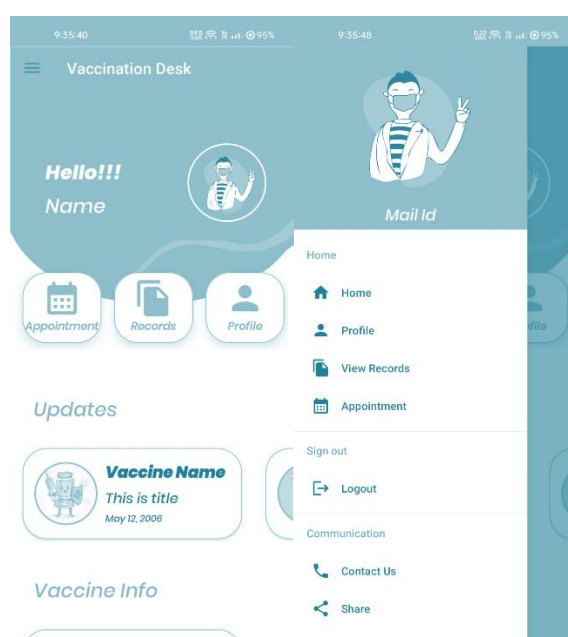 9:35:40
95%
Vaccination Desk
Hello!!!
Name
Appointment
Records
Profile
Updates
Vaccine Name
This is title
May 12, 2006
Vaccine Info
9:35:48
95%
Mail Id
Home
Home
Profile
View Records
Appointment
Sign out
Logout
Communication
Contact Us
Share